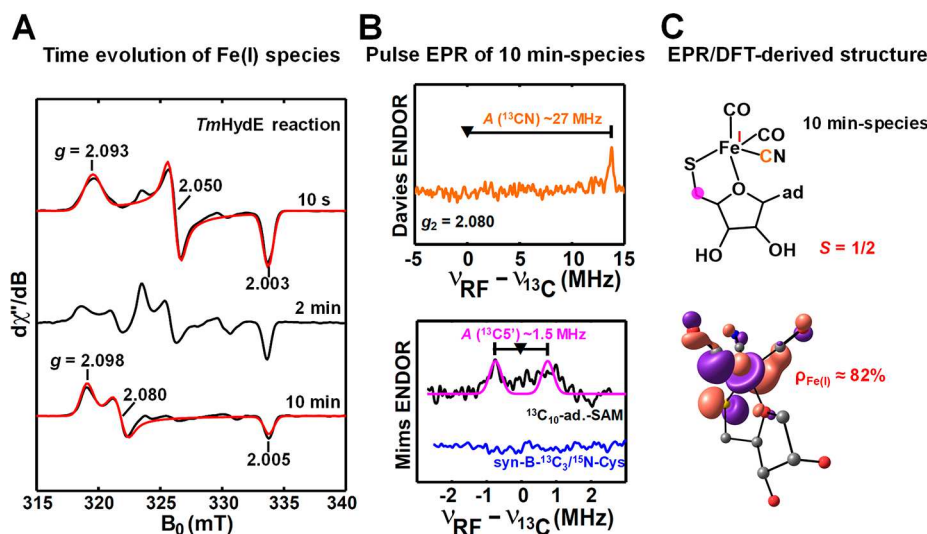 A
Time evolution of Fe(I) species
TmHydE reaction
g = 2.093
2.050
10 s
2.003
2 min
g = 2.098
2.080
10 min
2.005
dχ"/dB
315 320 325 330 335 340
B₀ (mT)
B
Pulse EPR of 10 min-species
Davies ENDOR
A (¹³CN) ~27 MHz
g₂ = 2.080
-5 0 5 10 15
νRF − ν13C (MHz)
Mims ENDOR
A (¹³C5') ~1.5 MHz
¹³C₁₀-ad.-SAM
syn-B-¹³C₃/¹⁵N-Cys
-2 -1 0 1 2
νRF − ν13C (MHz)
C
EPR/DFT-derived structure
CO
10 min-species
I
CO
Fe
CN
S
O
ad
HO
OH
S = 1/2
ρFe(I) ≈ 82%